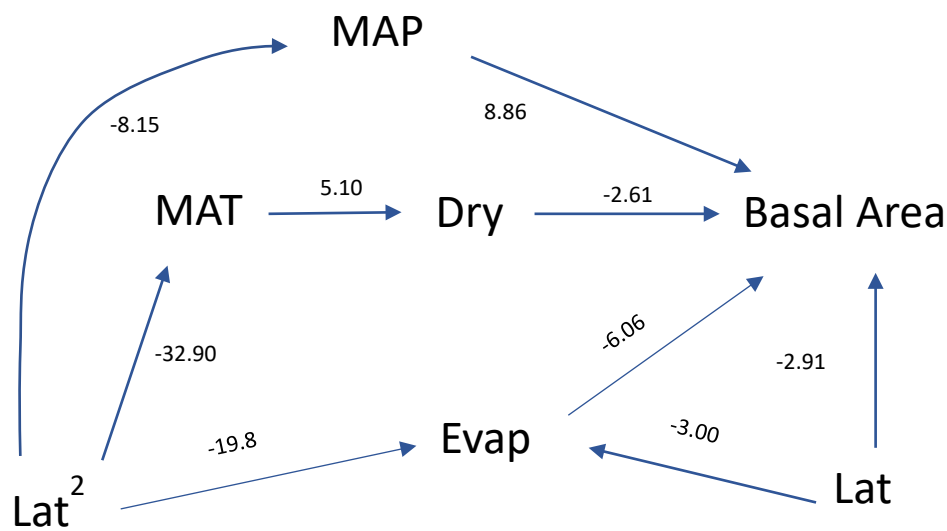 MAP
-8.15
8.86
MAT
5.10
Dry
-2.61
Basal Area
-32.90
-6.06
-2.91
-19.8
Evap
-3.00
Lat²
Lat